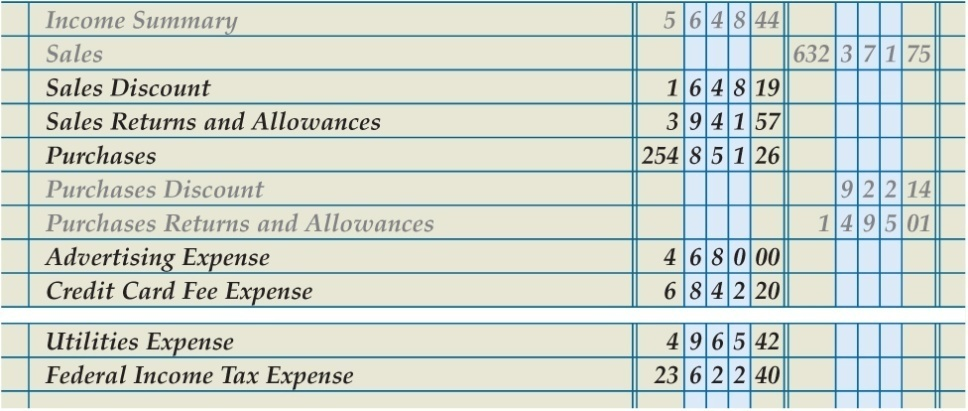 Income Summary 5 6 4 8 44
Sales 632 3 7 1 75
Sales Discount 1 6 4 8 19
Sales Returns and Allowances 3 9 4 1 57
Purchases 254 8 5 1 26
Purchases Discount 9 2 2 14
Purchases Returns and Allowances 1 4 9 5 01
Advertising Expense 4 6 8 0 00
Credit Card Fee Expense 6 8 4 2 20
Utilities Expense 4 9 6 5 42
Federal Income Tax Expense 23 6 2 2 40